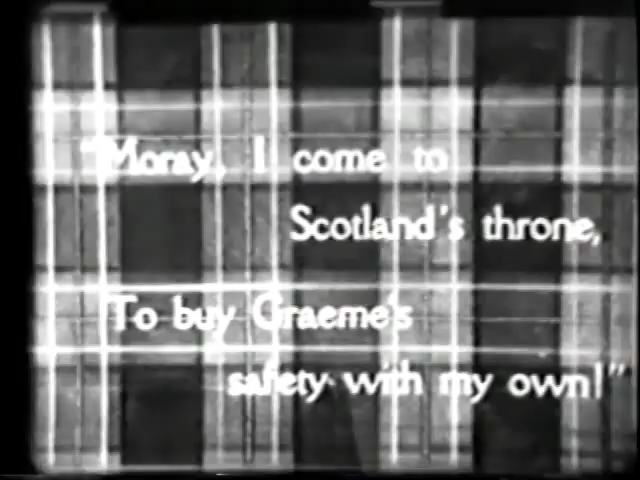 "Moray, I come to
Scotland's throne,
To buy Graeme's
safety with my own!"